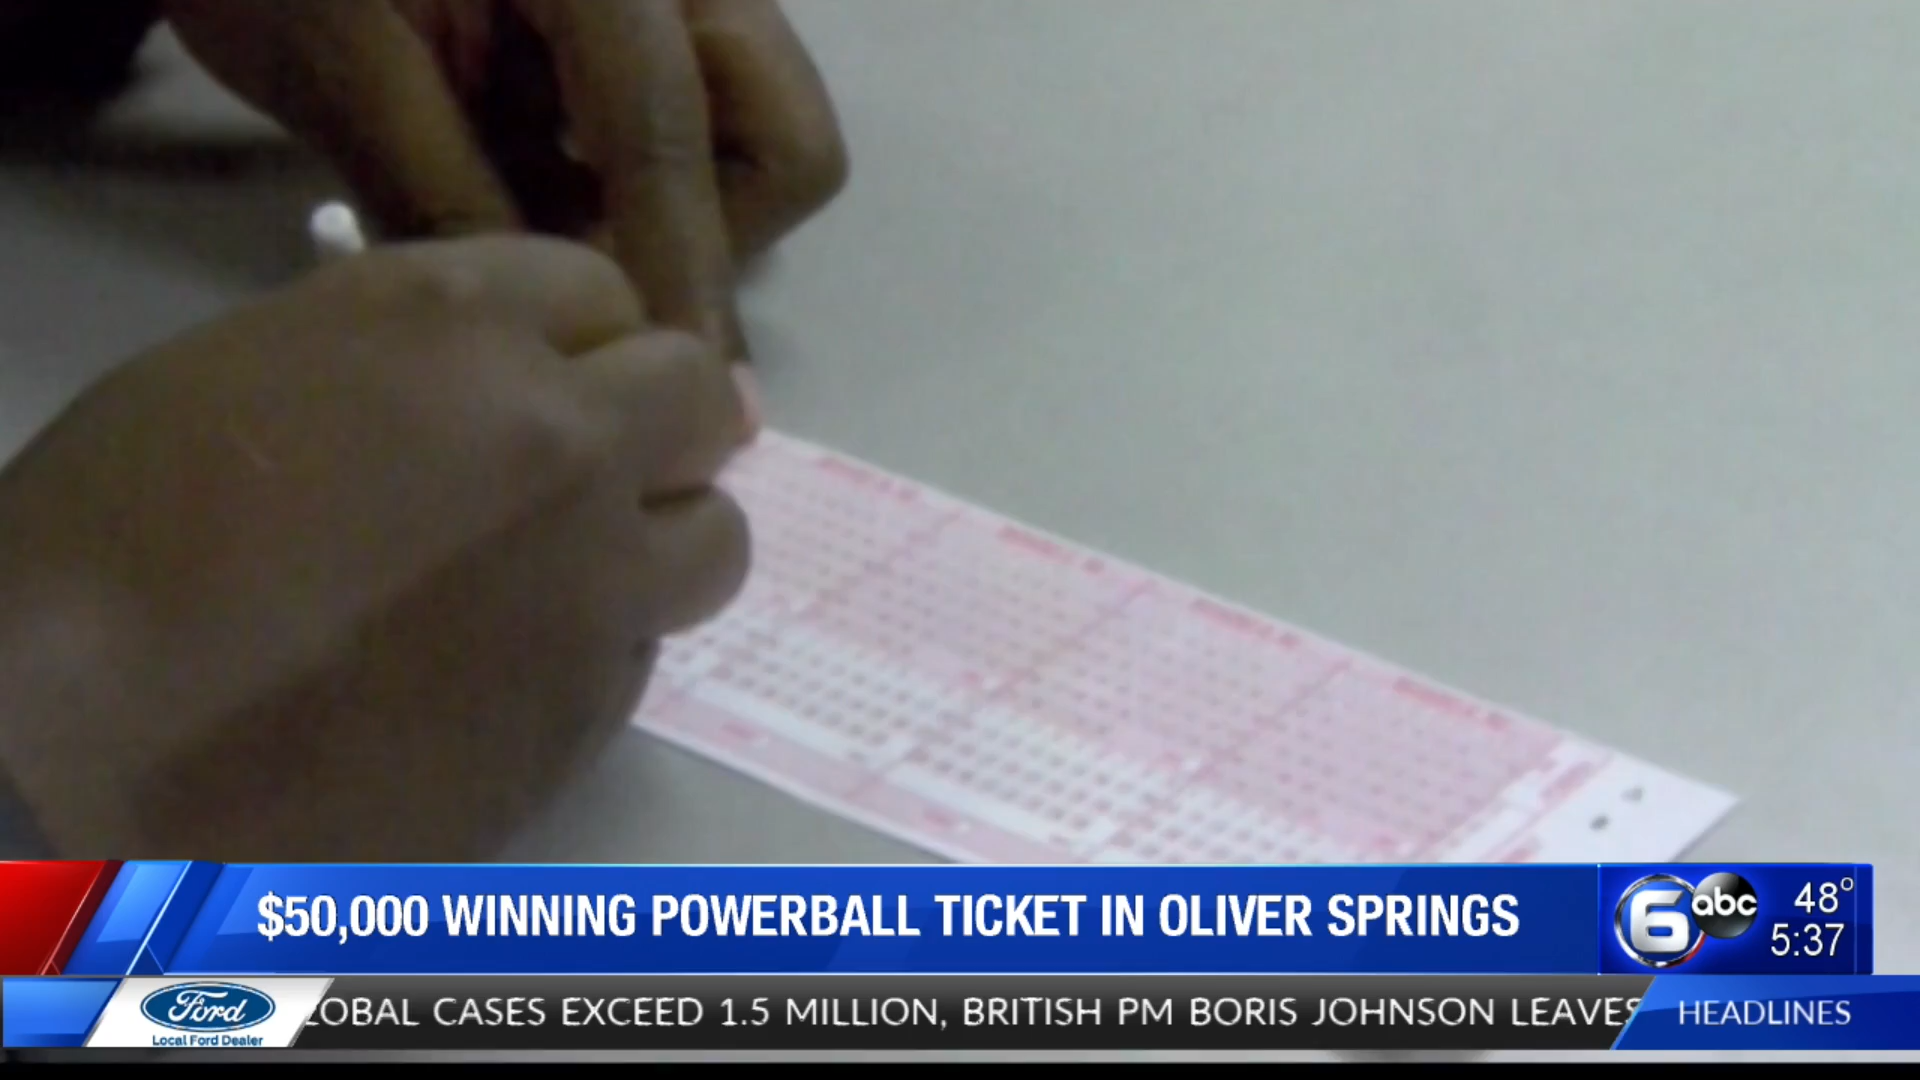 $50,000 WINNING POWERBALL TICKET IN OLIVER SPRINGS
6 abc
48°
5:37
Ford
Local Ford Dealer
LOBAL CASES EXCEED 1.5 MILLION, BRITISH PM BORIS JOHNSON LEAVES
HEADLINES